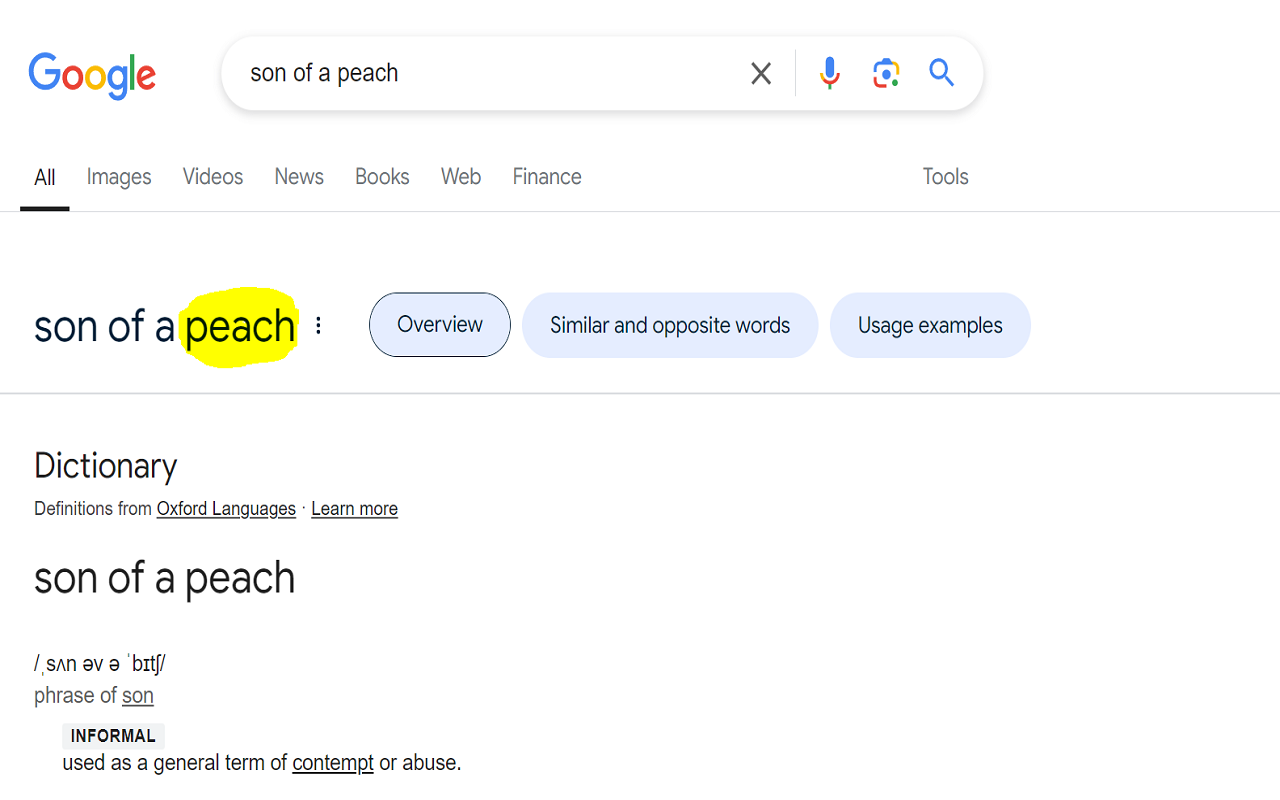 Google son of a peach
All Images Videos News Books Web Finance Tools
son of a peach Overview Similar and opposite words Usage examples
Dictionary
Definitions from Oxford Languages · Learn more
son of a peach
/ˌsʌn əv ə ˈbɪtʃ/
phrase of son
INFORMAL
used as a general term of contempt or abuse.